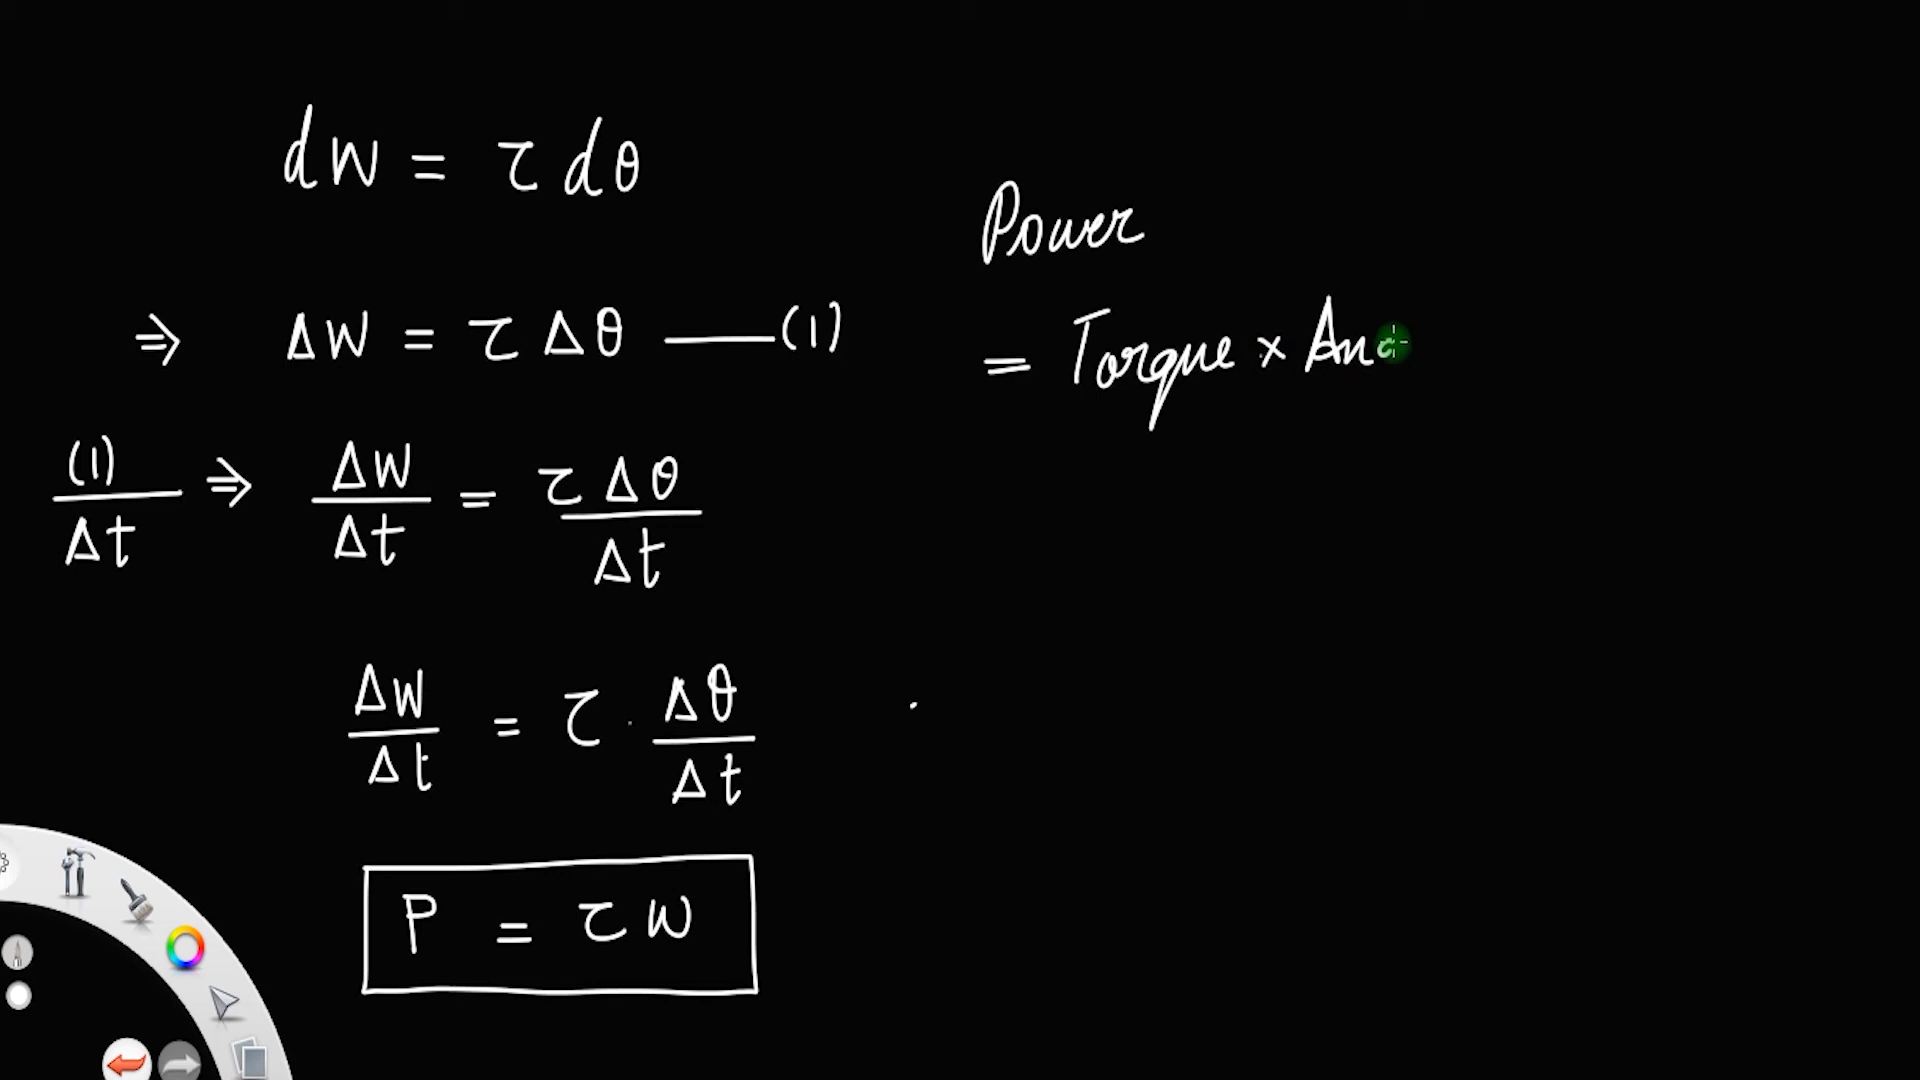 dW = τ dθ
⇒ ΔW = τ Δθ —— (1)
(1)/Δt ⇒ ΔW/Δt = τ Δθ/Δt
ΔW/Δt = τ · Δθ/Δt
P = τ ω
Power
= Torque × An